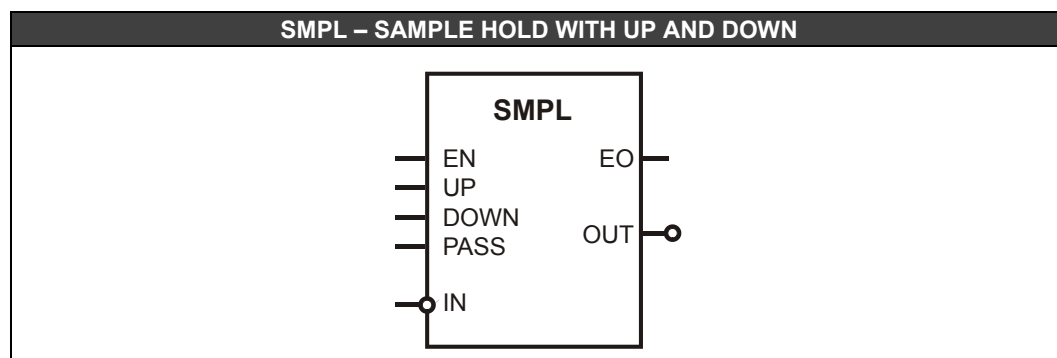 SMPL – SAMPLE HOLD WITH UP AND DOWN
SMPL
EN EO
UP
DOWN
PASS OUT
IN